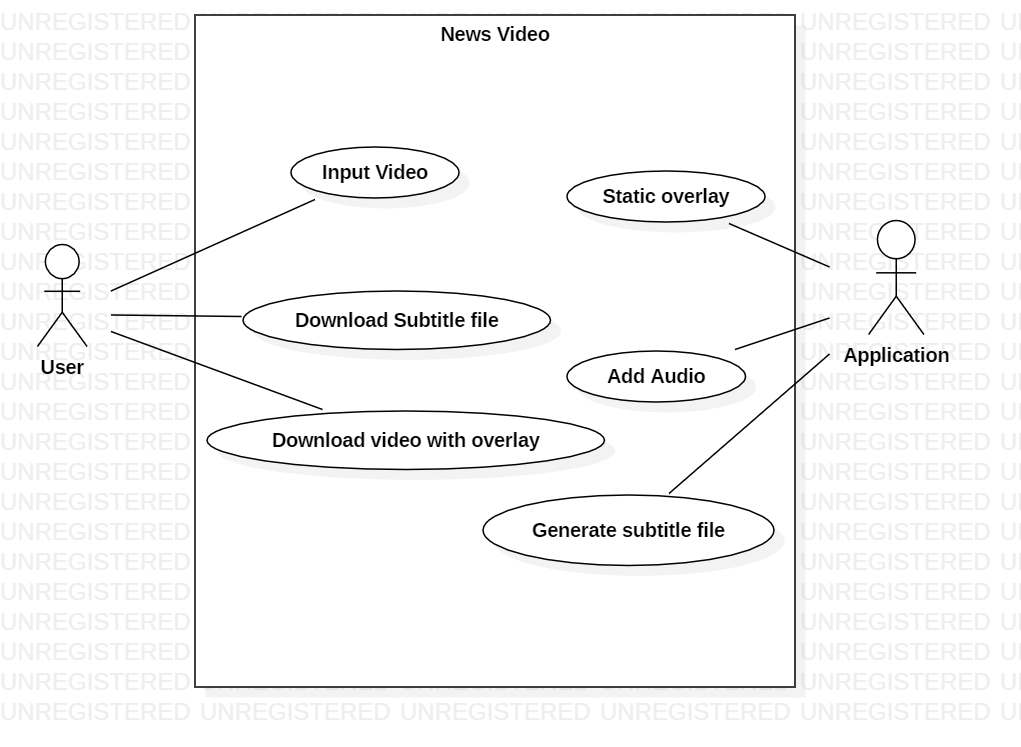 News Video
Input Video
Static overlay
Download Subtitle file
User
Application
Add Audio
Download video with overlay
Generate subtitle file
UNREGISTERED